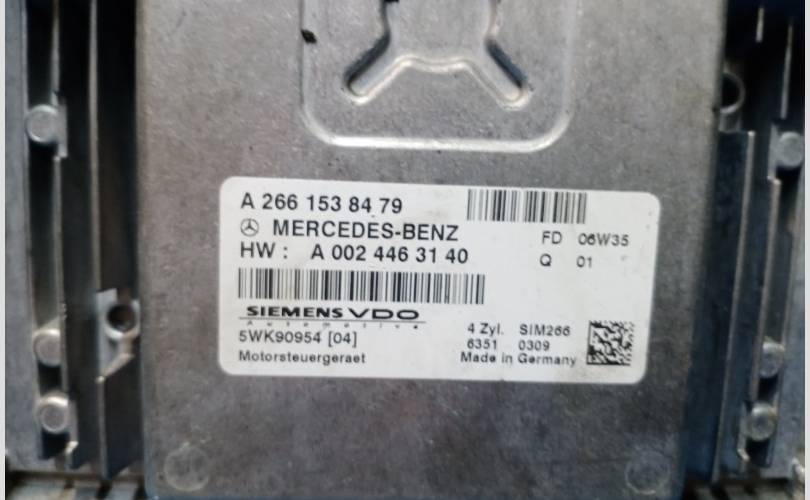 A 266 153 84 79
MERCEDES-BENZ
HW : A 002 446 31 40
FD 06W35
Q 01
SIEMENS VDO
Automotive
5WK90954 [04]
Motorsteuergeraet
4 Zyl. SIM266
6351 0309
Made in Germany